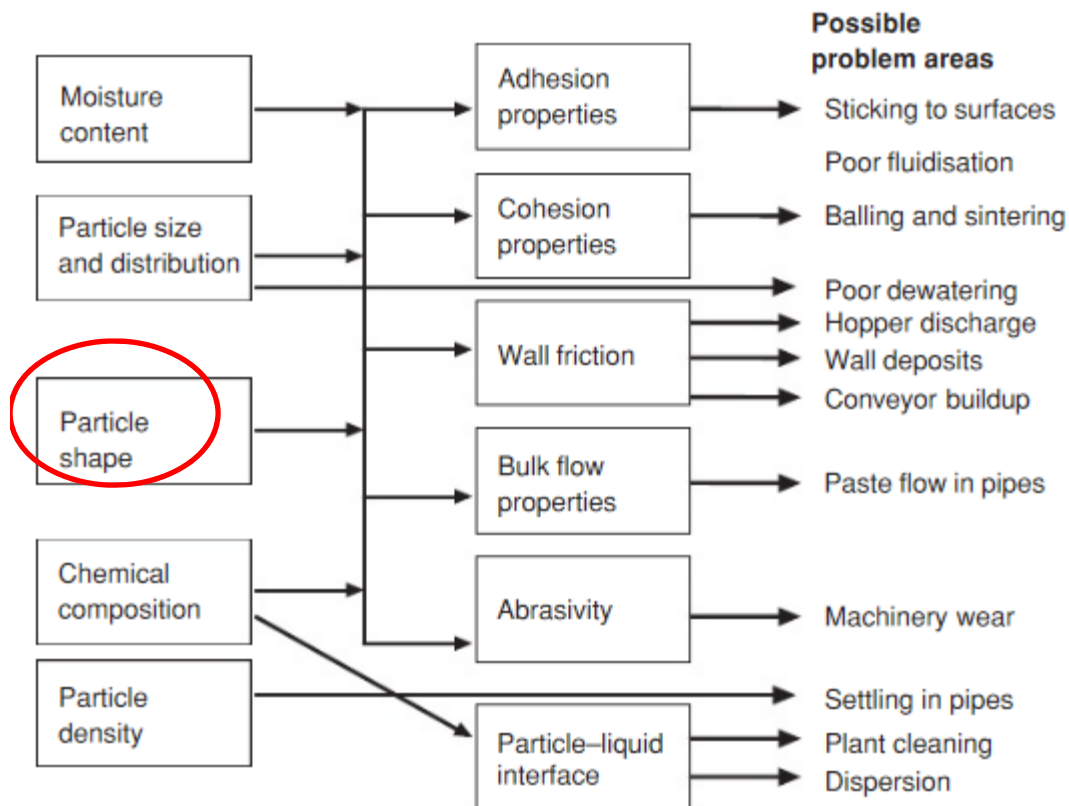 Possible
problem areas
Moisture
content
Adhesion
properties
Sticking to surfaces
Poor fluidisation
Particle size
and distribution
Cohesion
properties
Balling and sintering
Poor dewatering
Hopper discharge
Wall friction
Wall deposits
Conveyor buildup
Particle
shape
Bulk flow
properties
Paste flow in pipes
Chemical
composition
Abrasivity
Machinery wear
Particle
density
Settling in pipes
Particle–liquid
interface
Plant cleaning
Dispersion